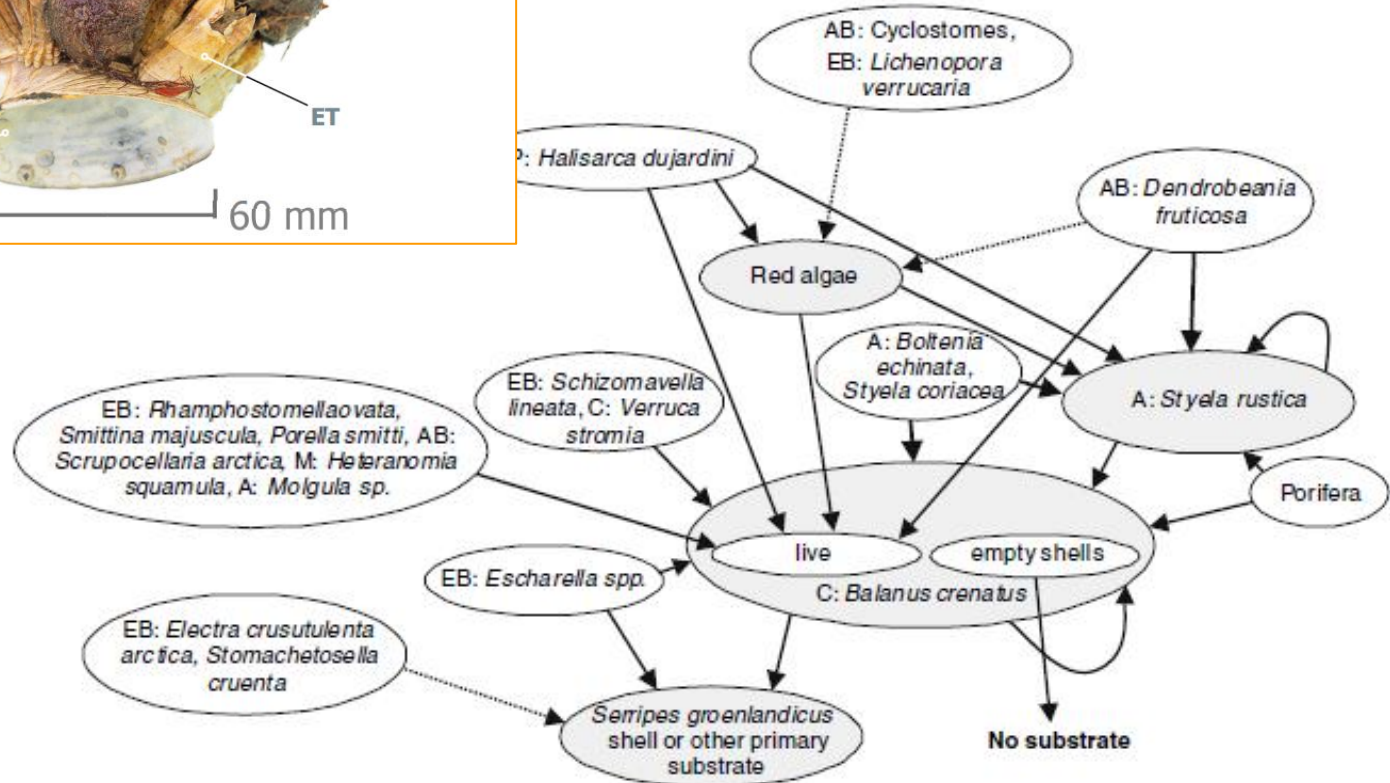 ET
60 mm
AB: Cyclostomes,
EB: Lichenopora
verrucaria
: Halisarca dujardini
AB: Dendrobeania
fruticosa
Red algae
A: Boltenia
echinata,
Styela coriacea
A: Styela rustica
EB: Schizomavella
lineata, C: Verruca
stromia
EB: Rhamphostomellaovata,
Smittina majuscula, Porella smitti, AB:
Scrupocellaria arctica, M: Heteranomia
squamula, A: Molgula sp.
Porifera
live
empty shells
EB: Escharella spp.
C: Balanus crenatus
EB: Electra crusutulenta
arctica, Stomachetosella
cruenta
Serripes groenlandicus
shell or other primary
substrate
No substrate